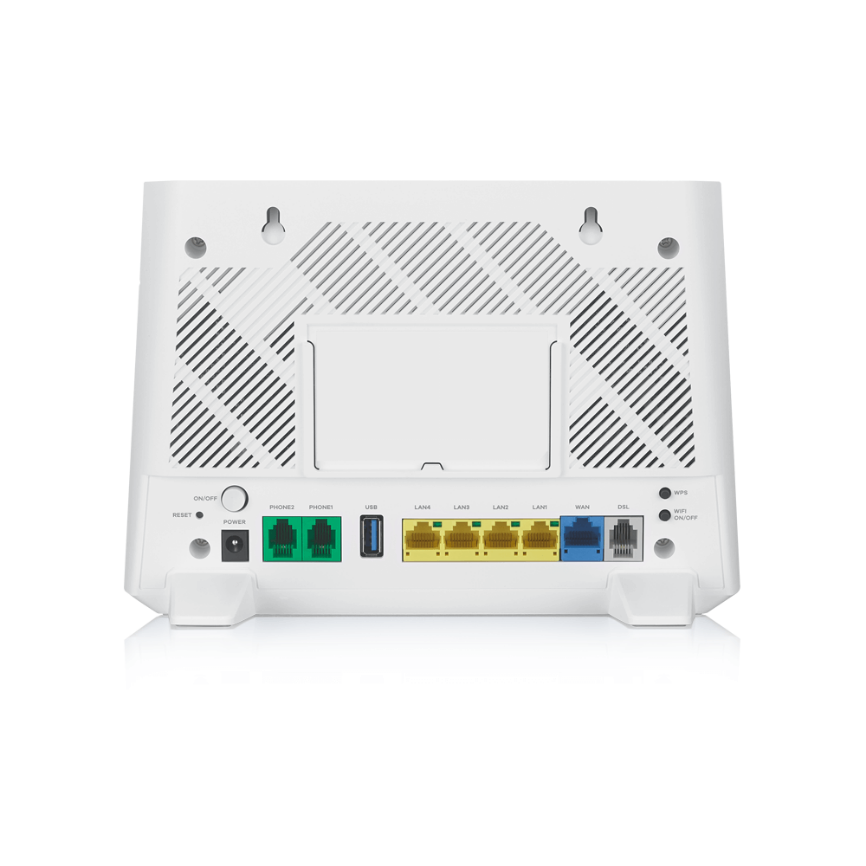 ON/OFF
RESET
POWER
PHONE2
PHONE1
USB
LAN4
LAN3
LAN2
LAN1
WAN
DSL
WPS
WIFI
ON/OFF